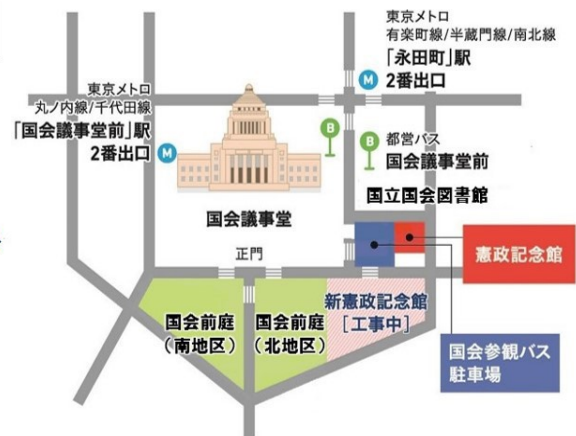 東京メトロ
有楽町線/半蔵門線/南北線
「永田町」駅
M 2番出口
東京メトロ
丸ノ内線/千代田線
「国会議事堂前」駅
2番出口 M
B
B 都営バス
国会議事堂前
国立国会図書館
国会議事堂
正門
憲政記念館
新憲政記念館
[工事中]
国会前庭
(南地区)
国会前庭
(北地区)
国会参観バス
駐車場